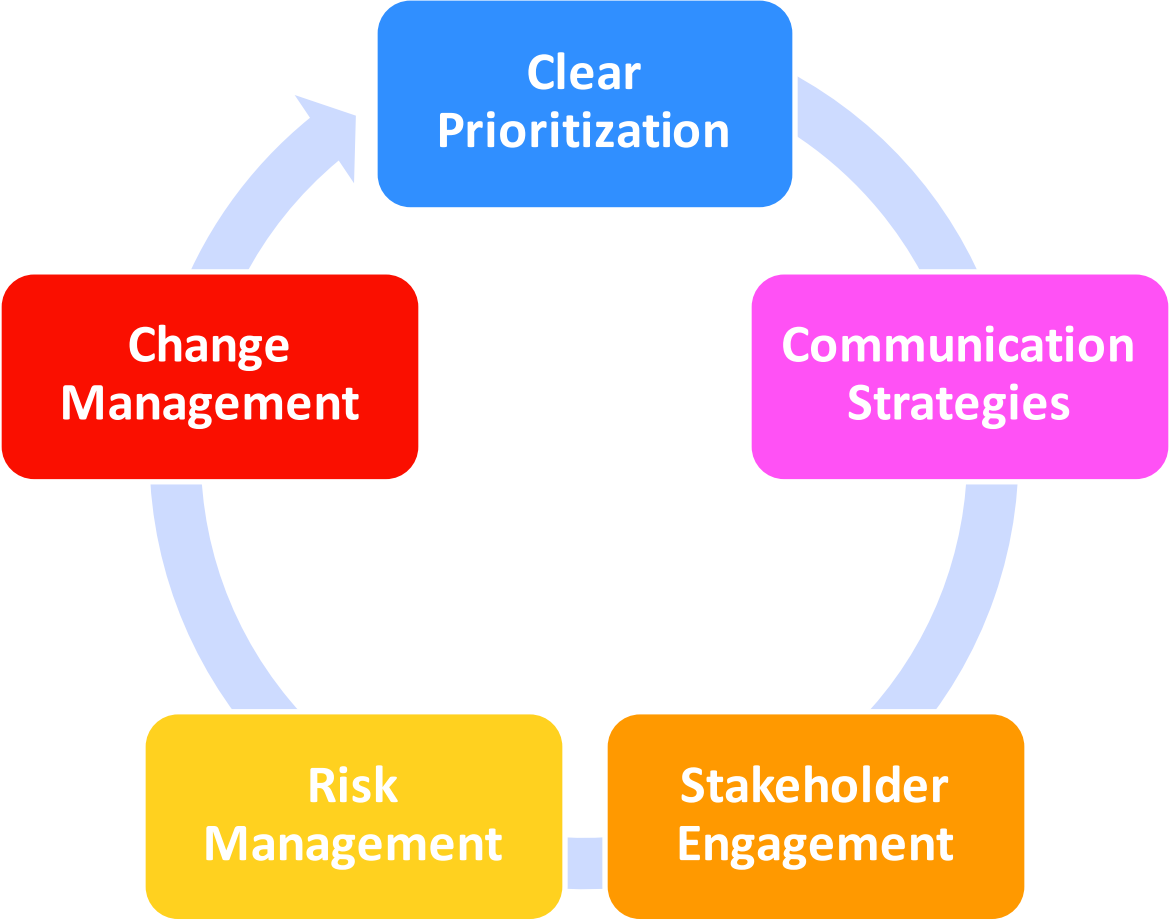 Clear
Prioritization
Communication
Strategies
Stakeholder
Engagement
Risk
Management
Change
Management